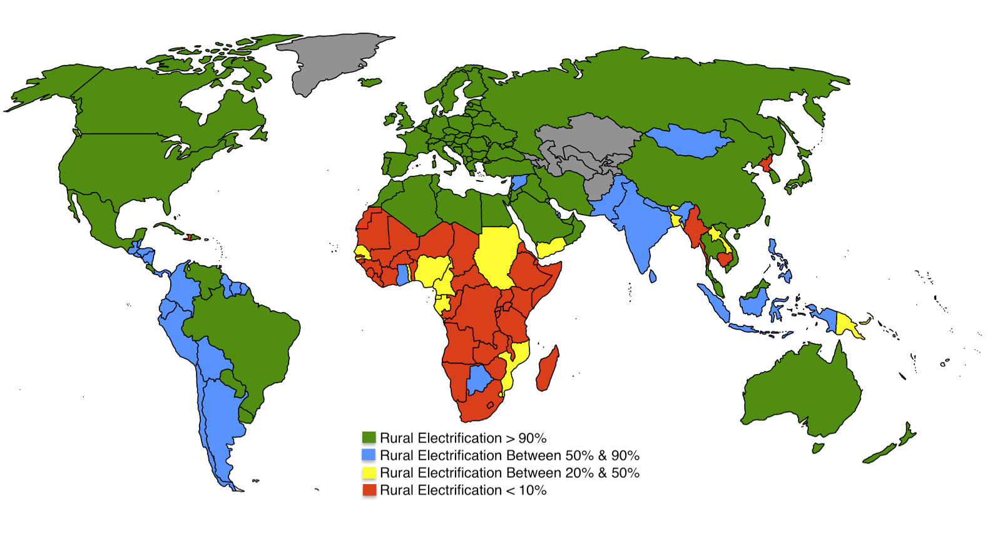 Rural Electrification > 90%
Rural Electrification Between 50% & 90%
Rural Electrification Between 20% & 50%
Rural Electrification < 10%